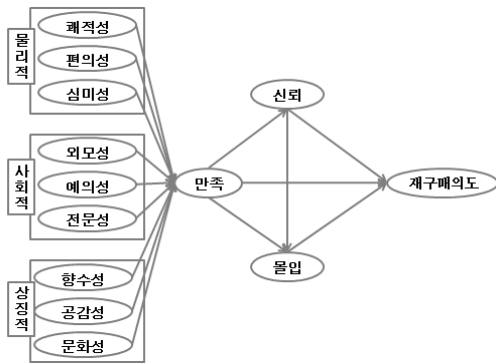 물리적
쾌적성
편의성
심미성
사회적
외모성
예의성
전문성
상징적
향수성
공감성
문화성
만족
신뢰
몰입
재구패의도